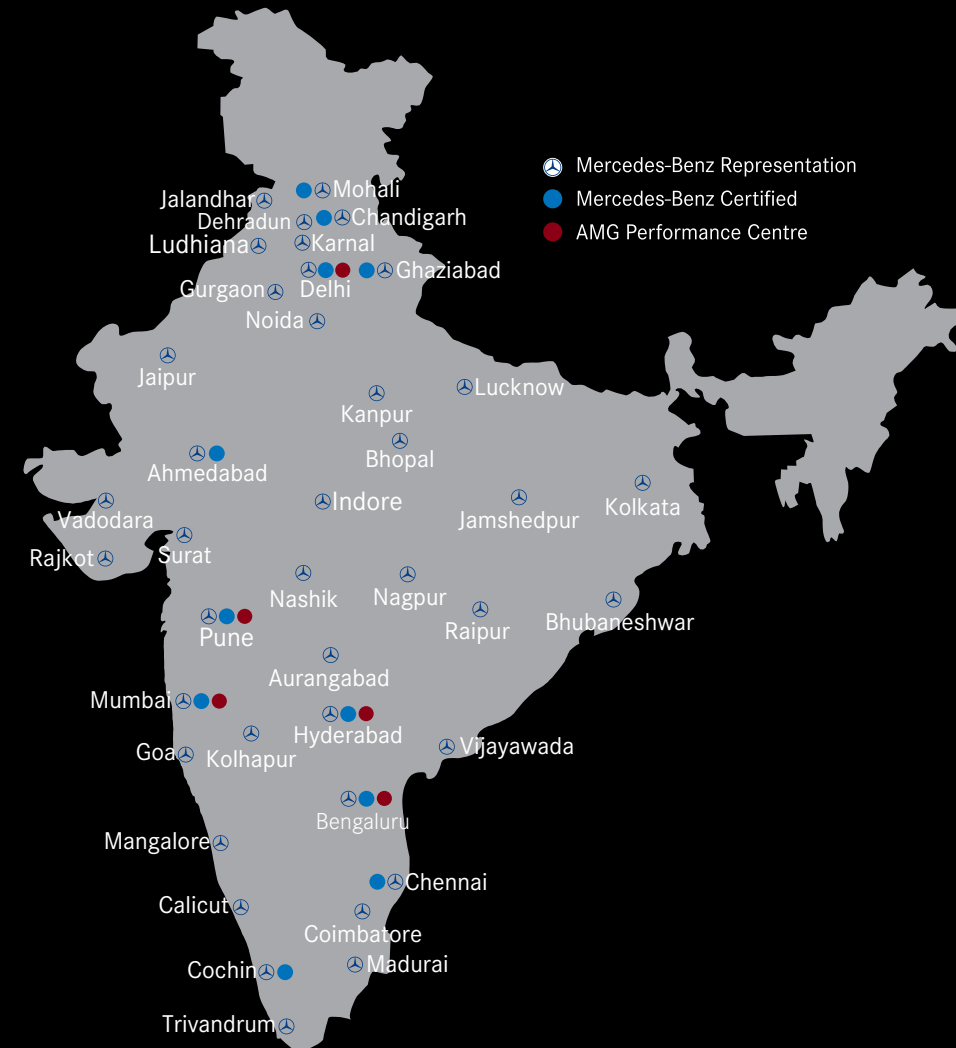 Mercedes-Benz Representation
Mercedes-Benz Certified
AMG Performance Centre
Mohali
Jalandhar
Chandigarh
Dehradun
Karnal
Ludhiana
Ghaziabad
Delhi
Gurgaon
Noida
Jaipur
Lucknow
Kanpur
Bhopal
Ahmedabad
Indore
Kolkata
Vadodara
Jamshedpur
Surat
Rajkot
Nashik
Nagpur
Bhubaneshwar
Raipur
Pune
Aurangabad
Mumbai
Hyderabad
Vijayawada
Goa
Kolhapur
Bengaluru
Mangalore
Chennai
Calicut
Coimbatore
Madurai
Cochin
Trivandrum